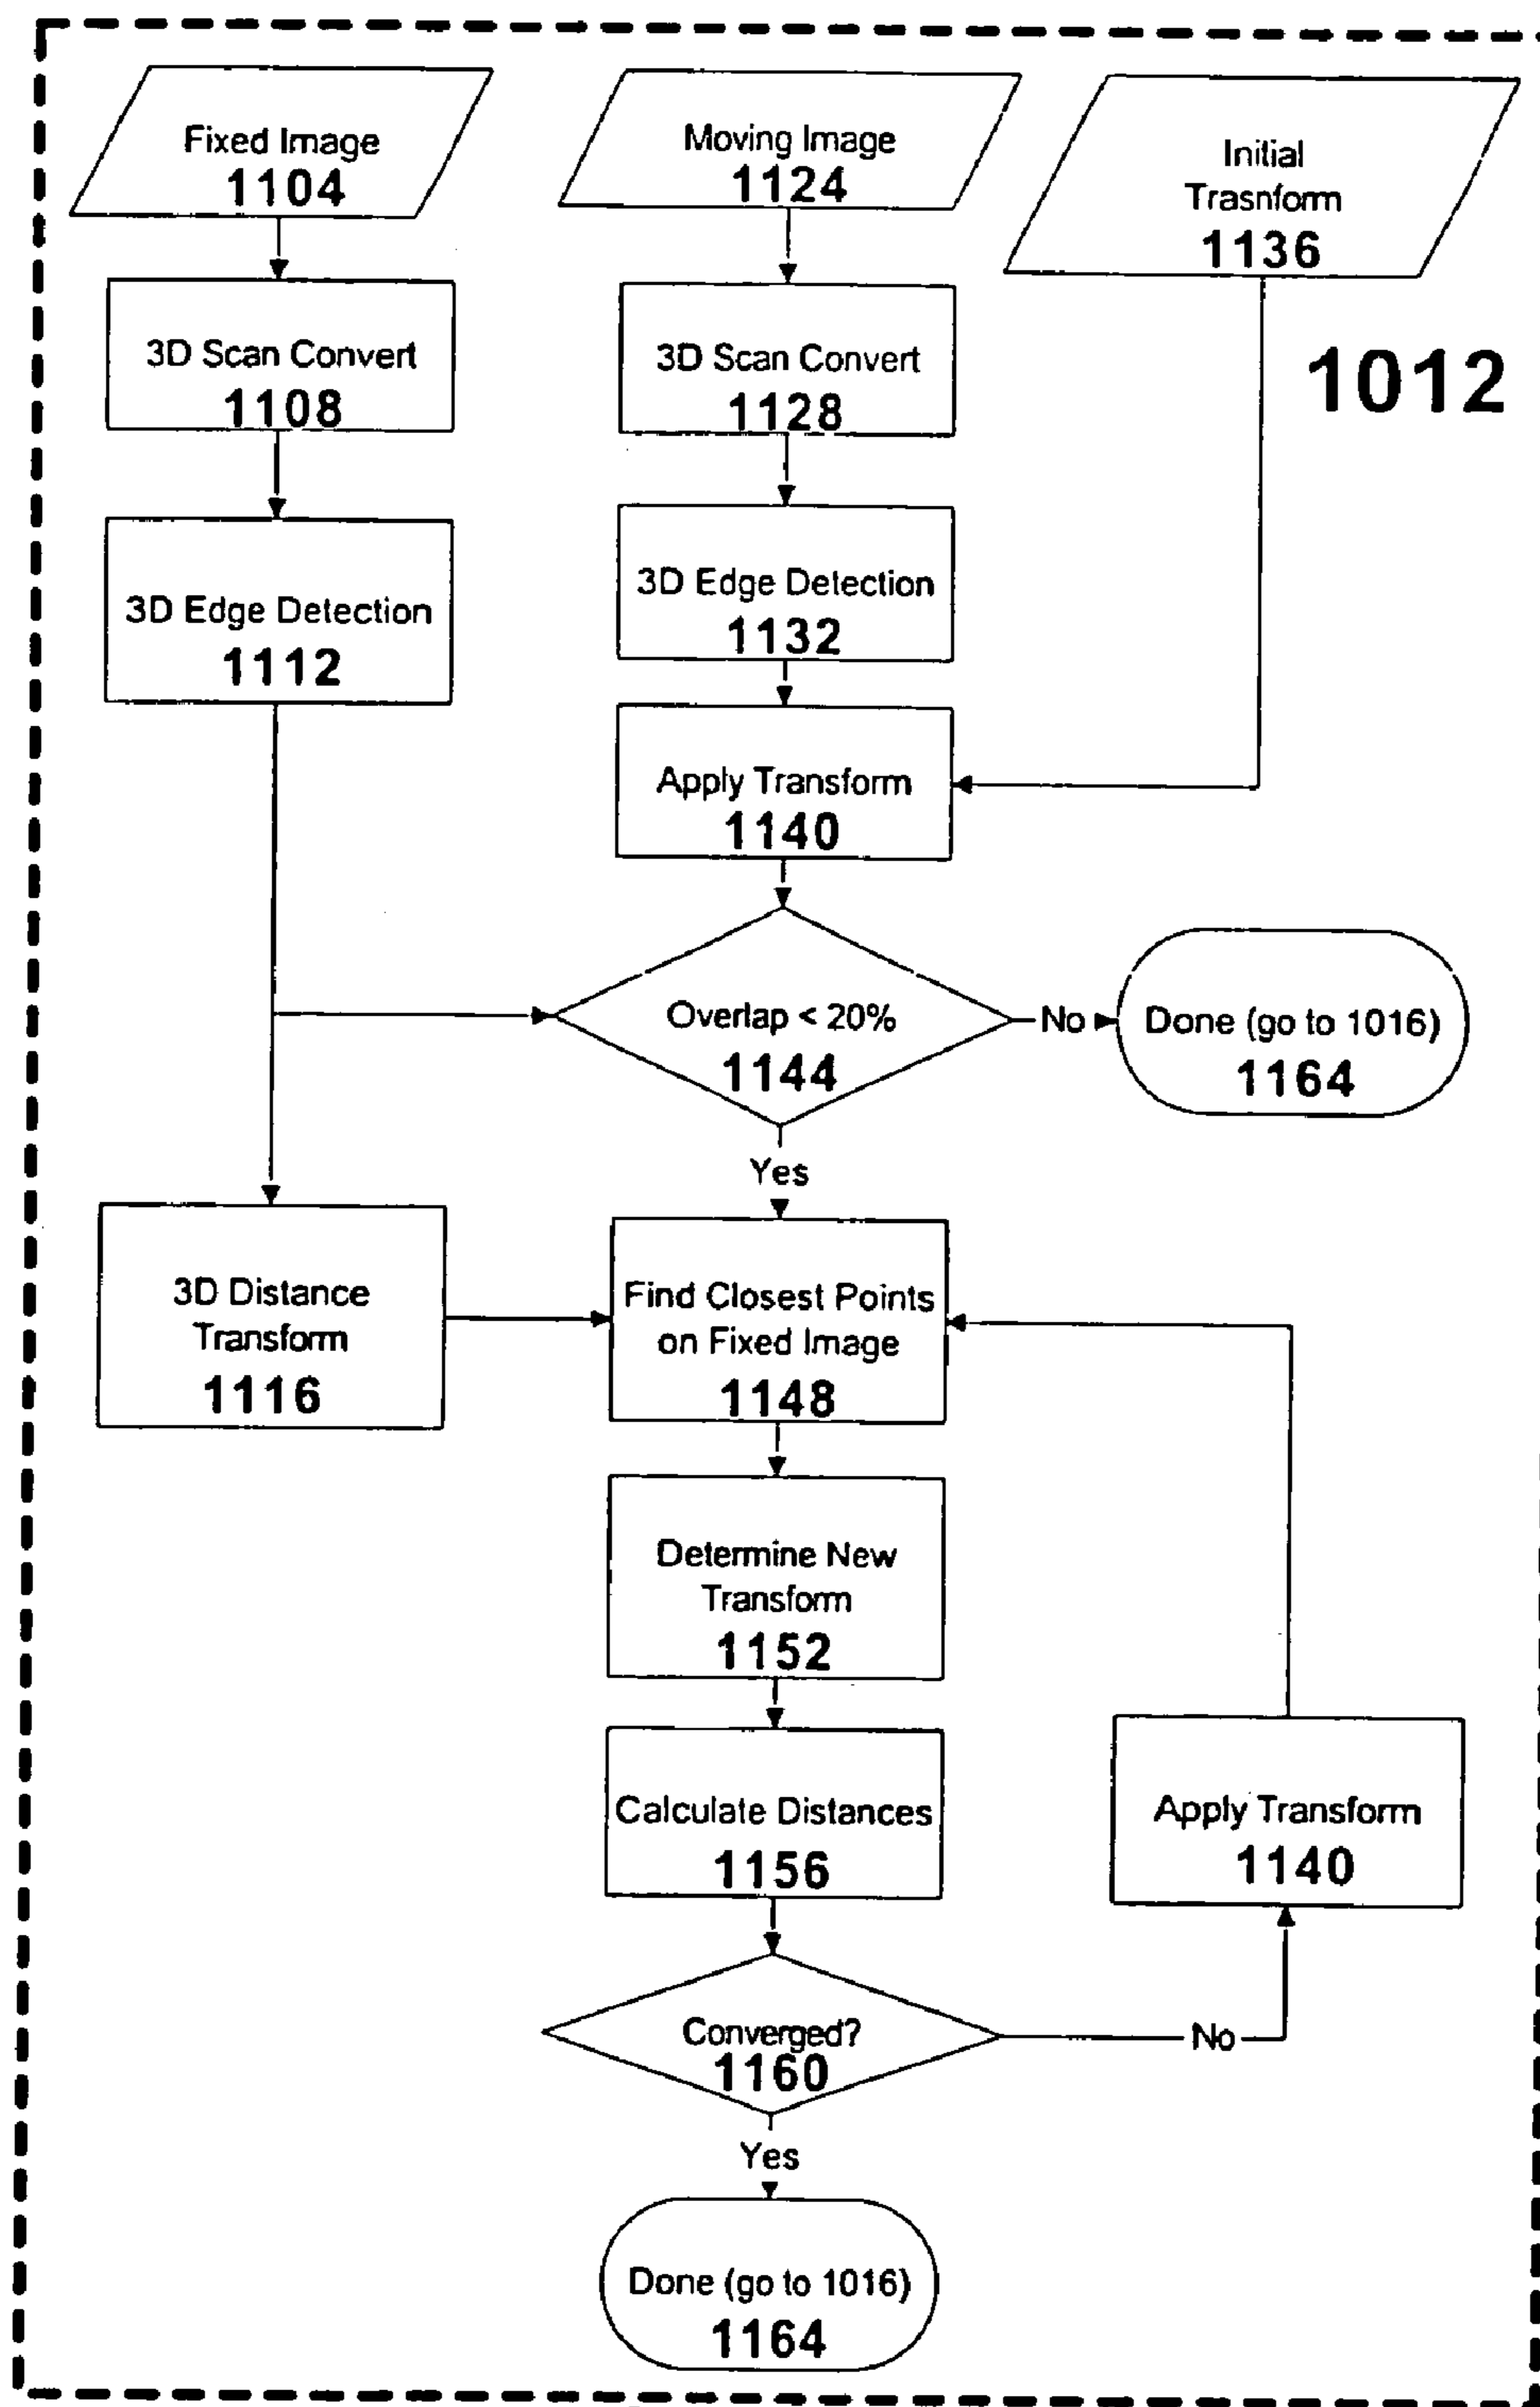 Fixed Image
1104
Moving Image
1124
Initial
Trasnform
1136
1012
3D Scan Convert
1108
3D Scan Convert
1128
3D Edge Detection
1112
3D Edge Detection
1132
Apply Transform
1140
Overlap < 20%
1144
No
Done (go to 1016)
1164
Yes
3D Distance
Transform
1116
Find Closest Points
on Fixed Image
1148
Determine New
Transform
1152
Calculate Distances
1156
Apply Transform
1140
Converged?
1160
No
Yes
Done (go to 1016)
1164